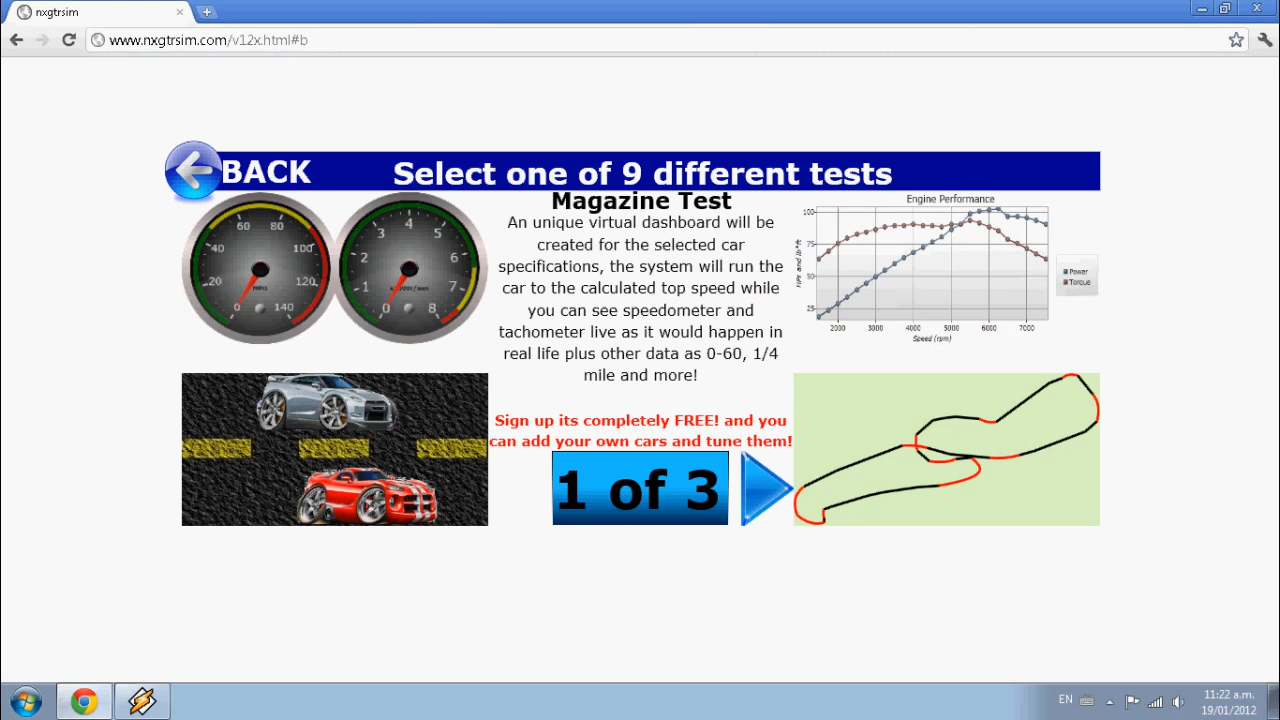 nxgtrsim
www.nxgtrsim.com/v12x.html#b
BACK
Select one of 9 different tests
Magazine Test
An unique virtual dashboard will be
created for the selected car
specifications, the system will run the
car to the calculated top speed while
you can see speedometer and
tachometer live as it would happen in
real life plus other data as 0-60, 1/4
mile and more!
Sign up its completely FREE! and you
can add your own cars and tune them!
1 of 3
0 20 40 60 80 100 120 140
MPH
0 1 2 3 4 5 6 7 8
Engine Performance
100
75
50
25
2000 3000 4000 5000 6000 7000
Speed (rpm)
Power
Torque
EN
11:22 a.m.
19/01/2012